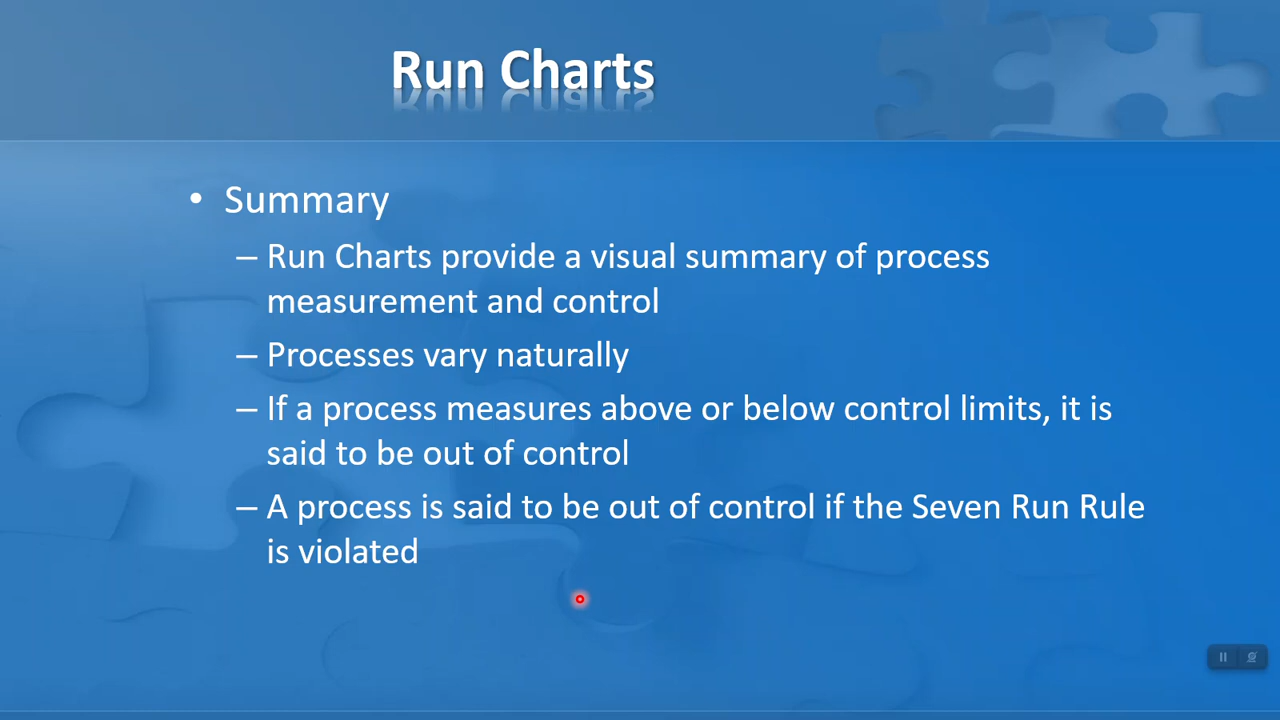 Run Charts
• Summary
– Run Charts provide a visual summary of process
measurement and control
– Processes vary naturally
– If a process measures above or below control limits, it is
said to be out of control
– A process is said to be out of control if the Seven Run Rule
is violated